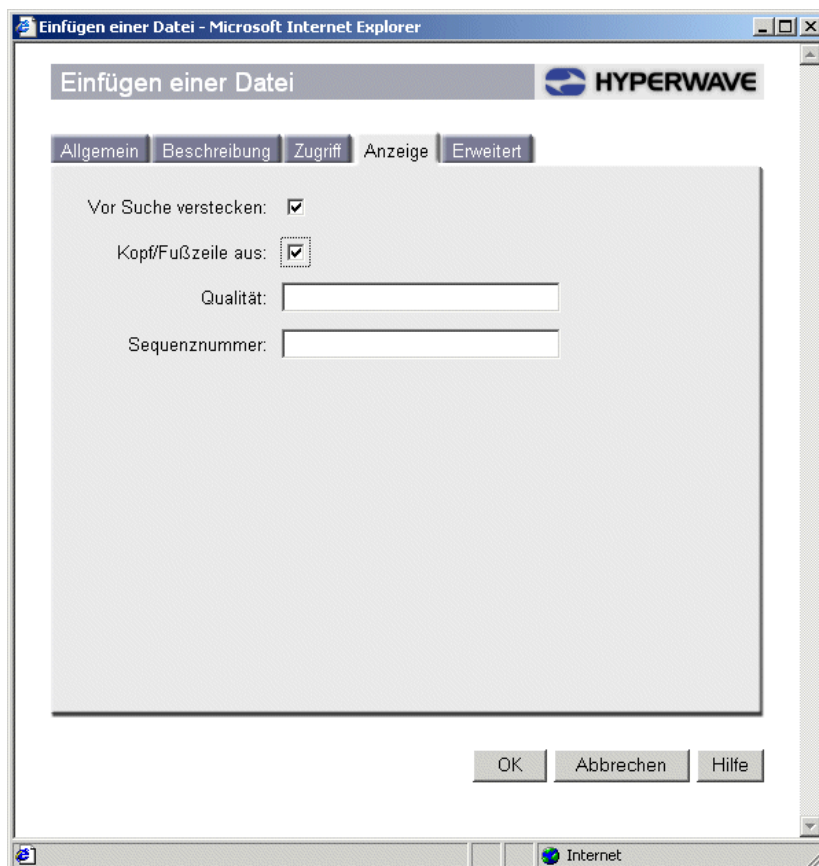 Einfügen einer Datei - Microsoft Internet Explorer
Einfügen einer Datei
HYPERWAVE
Allgemein Beschreibung Zugriff Anzeige Erweitert
Vor Suche verstecken:
Kopf/Fußzeile aus:
Qualität:
Sequenznummer:
OK Abbrechen Hilfe
Internet